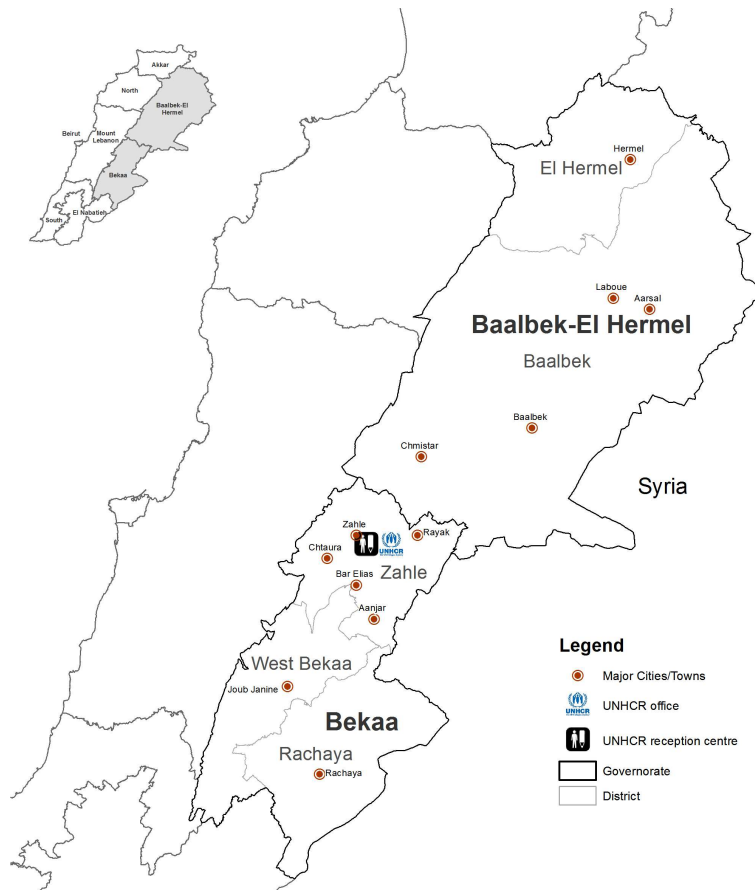 Akkar
North
Baalbek-El
Hermel
Beirut
Mount
Lebanon
Bekaa
El Nabatieh
South
Hermel
El Hermel
Laboue
Aarsal
Baalbek-El Hermel
Baalbek
Baalbek
Chmistar
Syria
Zahle
Rayak
UNHCR
Chtaura
Zahle
Bar Elias
Aanjar
West Bekaa
Joub Janine
Bekaa
Rachaya
Rachaya
Legend
Major Cities/Towns
UNHCR
UNHCR office
UNHCR reception centre
Governorate
District